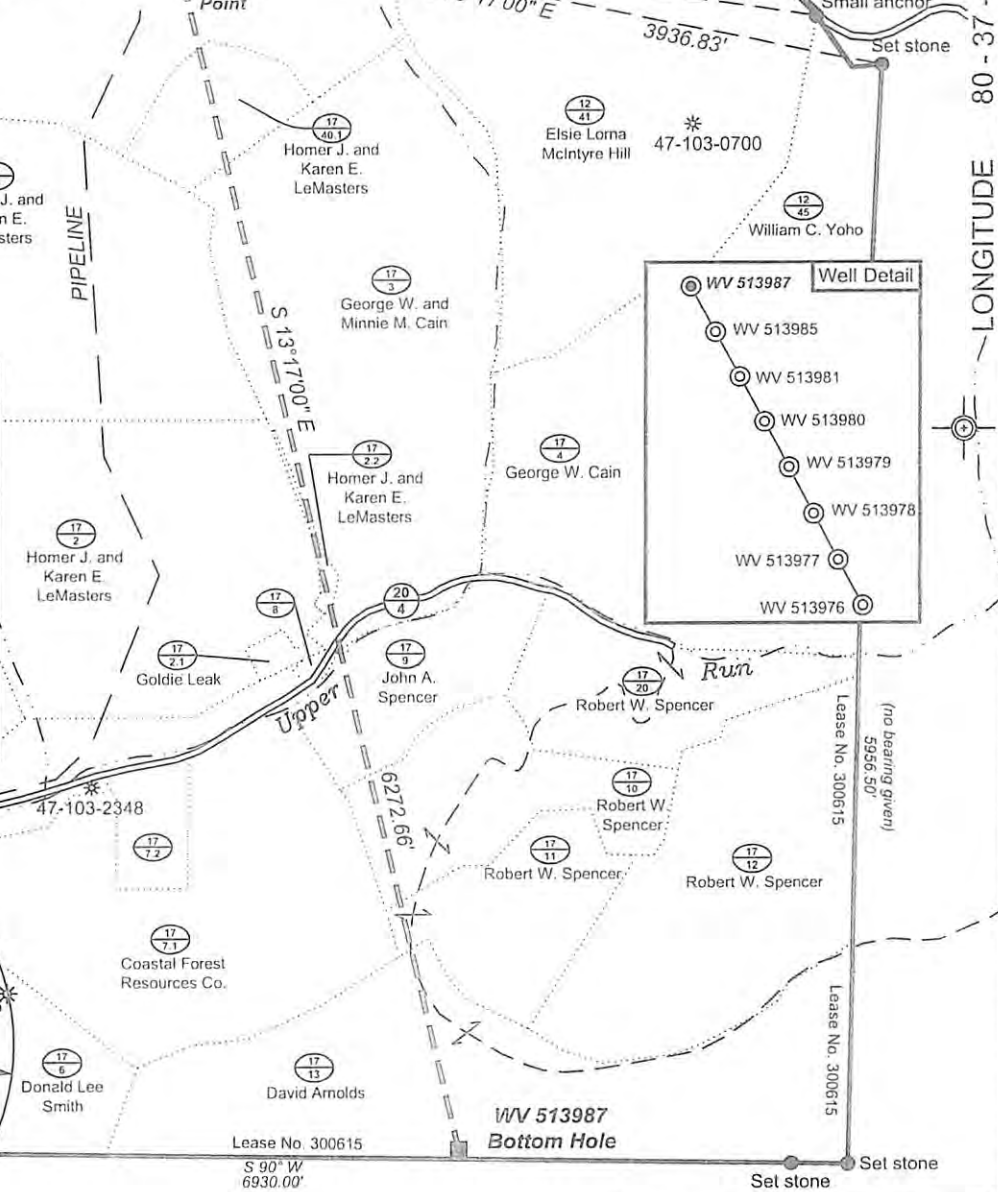 Point
3936.83'
Small anchor
Set stone
80 - 37 -
LONGITUDE
17
40.1
Homer J. and
Karen E.
LeMasters
12
41
Elsie Lorna
McIntyre Hill
47-103-0700
12
45
William C. Yoho
J. and
n E.
sters
PIPELINE
17
3
George W. and
Minnie M. Cain
S 13°17'00" E
Well Detail
WV 513987
WV 513985
WV 513981
WV 513980
WV 513979
WV 513978
WV 513977
WV 513976
17
2.2
Homer J. and
Karen E.
LeMasters
17
4
George W. Cain
17
2
Homer J. and
Karen E.
LeMasters
17
8
20
4
17
2.1
Goldie Leak
17
9
John A.
Spencer
Upper
Run
17
20
Robert W. Spencer
Lease No. 300615
(no bearing given)
5956.50'
6272.66'
17
10
Robert W.
Spencer
47-103-2348
17
7.2
17
11
Robert W. Spencer
17
12
Robert W. Spencer
17
7.1
Coastal Forest
Resources Co.
Lease No. 300615
17
6
Donald Lee
Smith
17
13
David Arnolds
WV 513987
Bottom Hole
Lease No. 300615
S 90° W
6930.00'
Set stone
Set stone